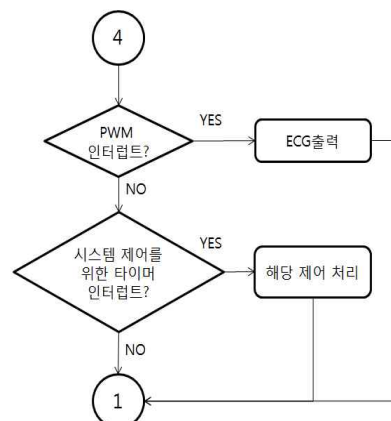 4
PWM
인터럽트?
YES
ECG출력
NO
시스템 제어를
위한 타이머
인터럽트?
YES
해당 제어 처리
NO
1